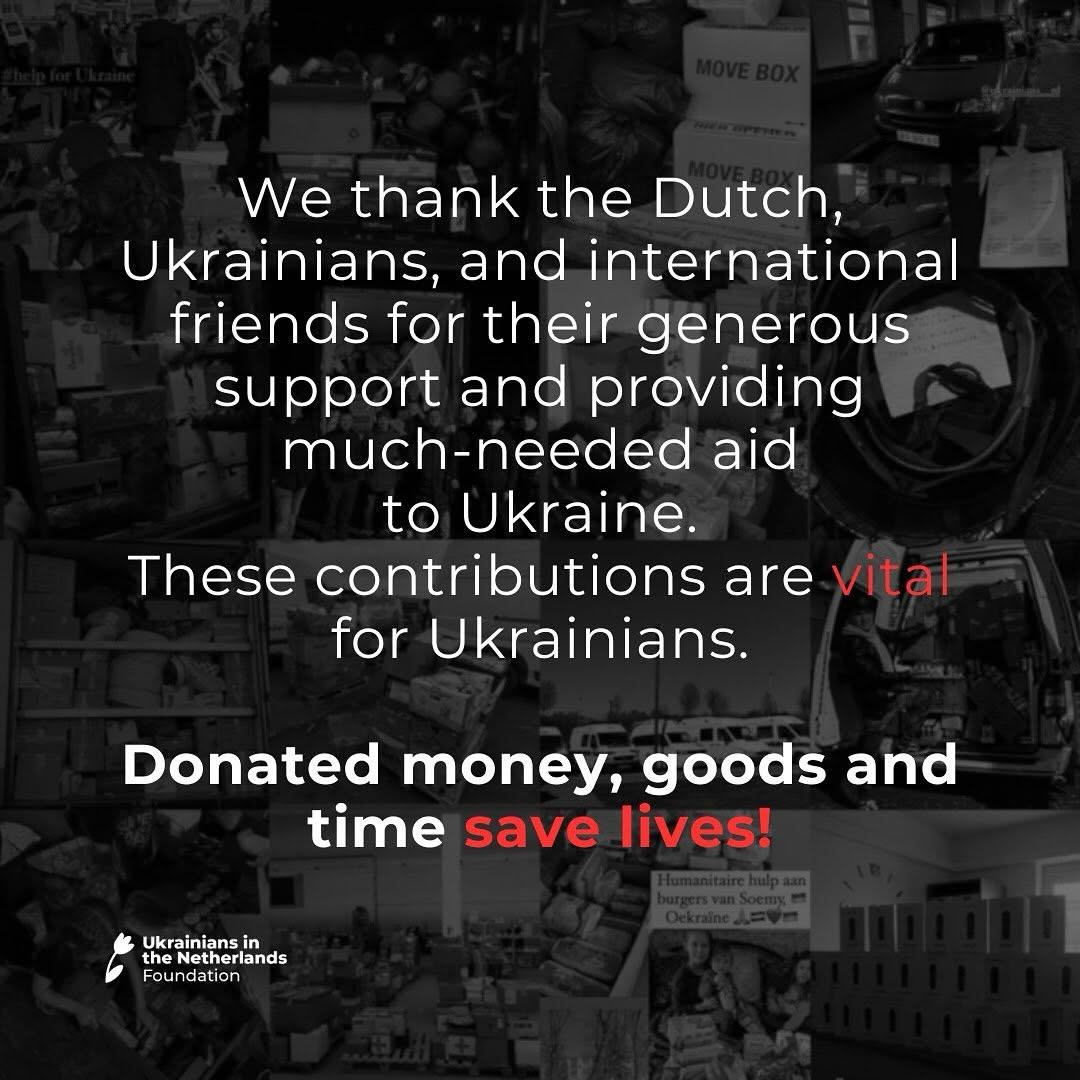 #help for Ukraine
MOVE BOX
@ukrainians_nl
MOVE BOX
We thank the Dutch,
Ukrainians, and international
friends for their generous
support and providing
much-needed aid
to Ukraine.
These contributions are vital
for Ukrainians.
Donated money, goods and
time save lives!
Humanitaire hulp aan
burgers van Soemy,
Oekraïne
Ukrainians in
the Netherlands
Foundation